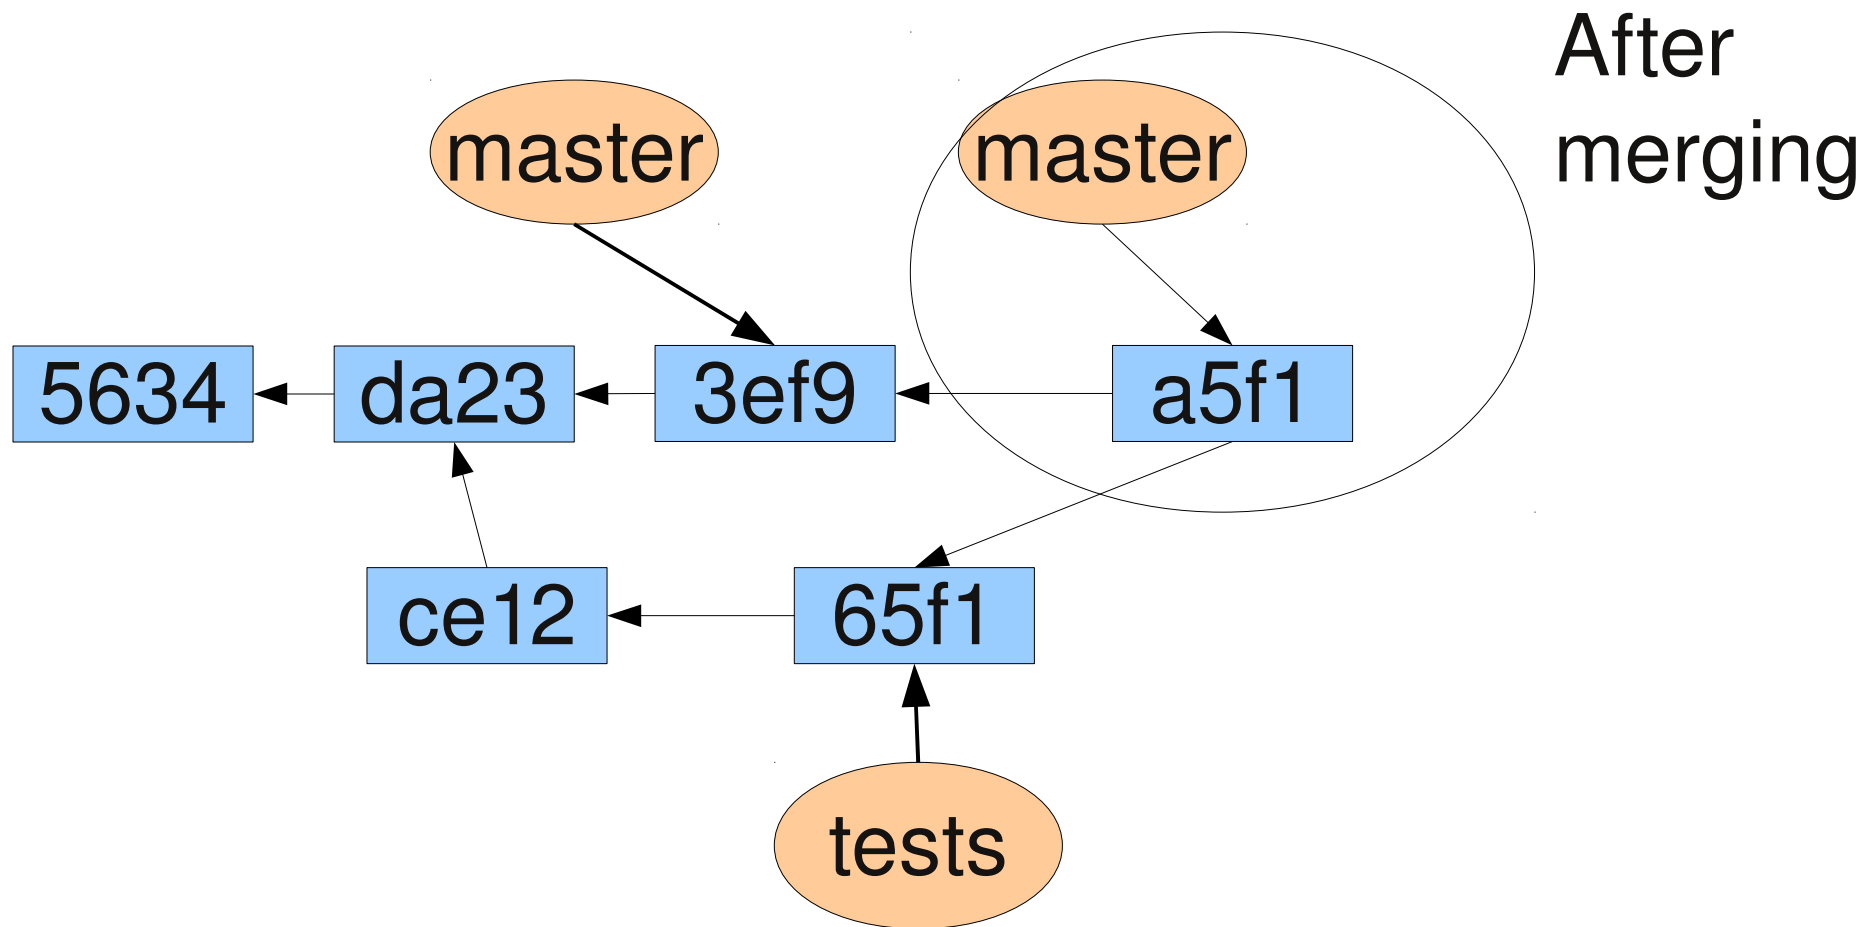 After
merging
master
master
5634
da23
3ef9
a5f1
ce12
65f1
tests